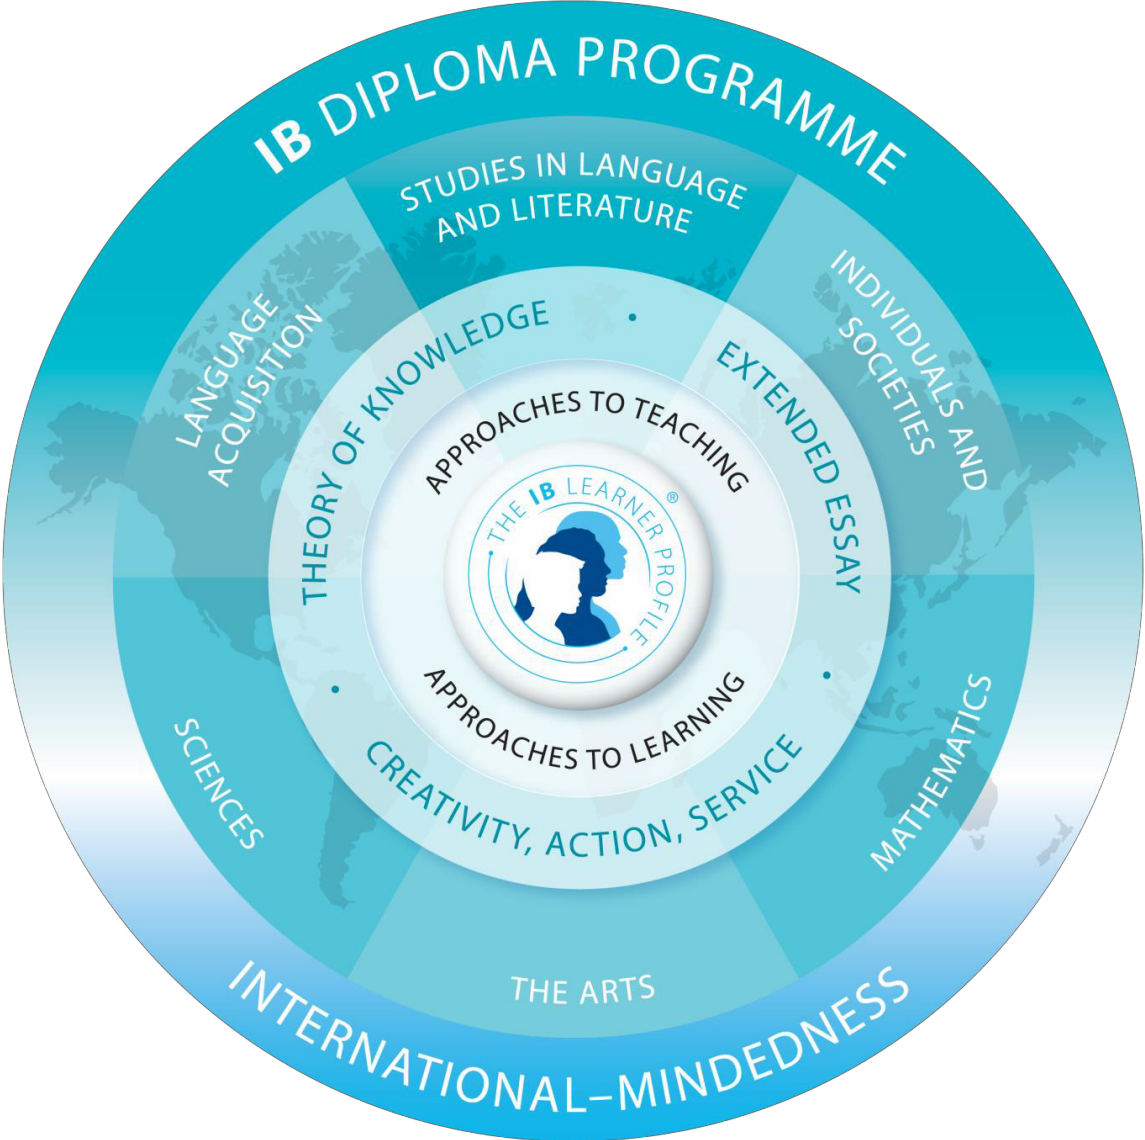 IB DIPLOMA PROGRAMME
STUDIES IN LANGUAGE
AND LITERATURE
LANGUAGE
ACQUISITION
INDIVIDUALS AND
SOCIETIES
THEORY OF KNOWLEDGE
EXTENDED ESSAY
APPROACHES TO TEACHING
THE IB LEARNER PROFILE
®
APPROACHES TO LEARNING
CREATIVITY, ACTION, SERVICE
SCIENCES
MATHEMATICS
THE ARTS
INTERNATIONAL–MINDEDNESS